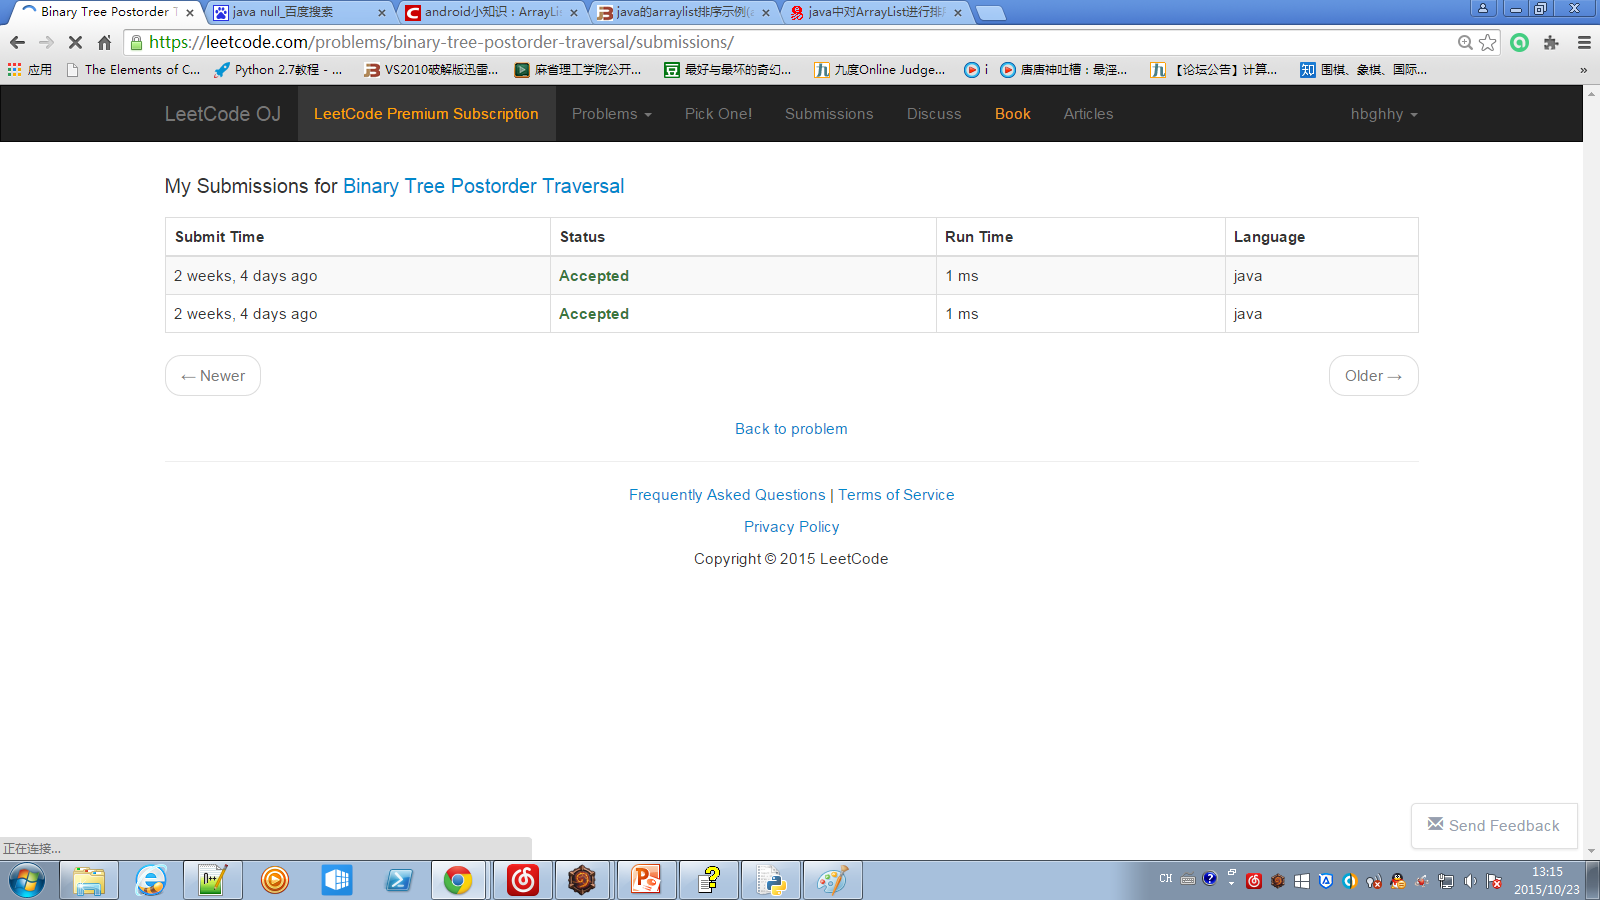 Binary Tree Postorder T
java null_百度搜索
android小知识：ArrayLis
java的arraylist排序示例(a
java中对ArrayList进行排序
https://leetcode.com/problems/binary-tree-postorder-traversal/submissions/
应用
The Elements of C...
Python 2.7教程 - ...
VS2010破解版迅雷...
麻省理工学院公开...
最好与最坏的奇幻...
九度Online Judge...
i
唐唐神吐槽：最淫...
【论坛公告】计算...
围棋、象棋、国际...
»
LeetCode OJ
LeetCode Premium Subscription
Problems
Pick One!
Submissions
Discuss
Book
Articles
hbghhy
My Submissions for Binary Tree Postorder Traversal
Submit Time Status Run Time Language
2 weeks, 4 days ago Accepted 1 ms java
2 weeks, 4 days ago Accepted 1 ms java
← Newer
Older →
Back to problem
Frequently Asked Questions | Terms of Service
Privacy Policy
Copyright © 2015 LeetCode
Send Feedback
正在连接...
CH
13:15
2015/10/23